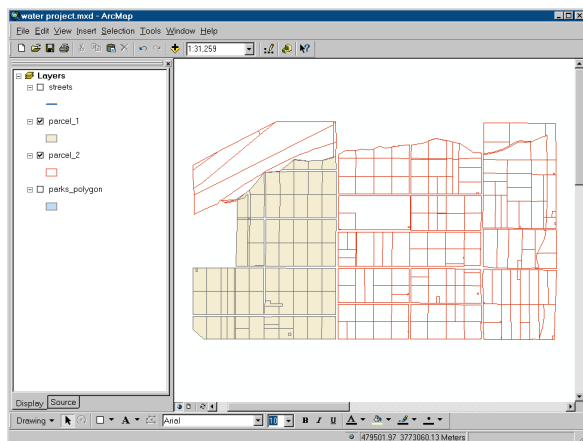 water project.mxd - ArcMap
File Edit View Insert Selection Tools Window Help
1:31,259
Layers
streets
parcel_1
parcel_2
parks_polygon
Display Source
Drawing A Arial 10 B I U A
479501.97 3773060.13 Meters